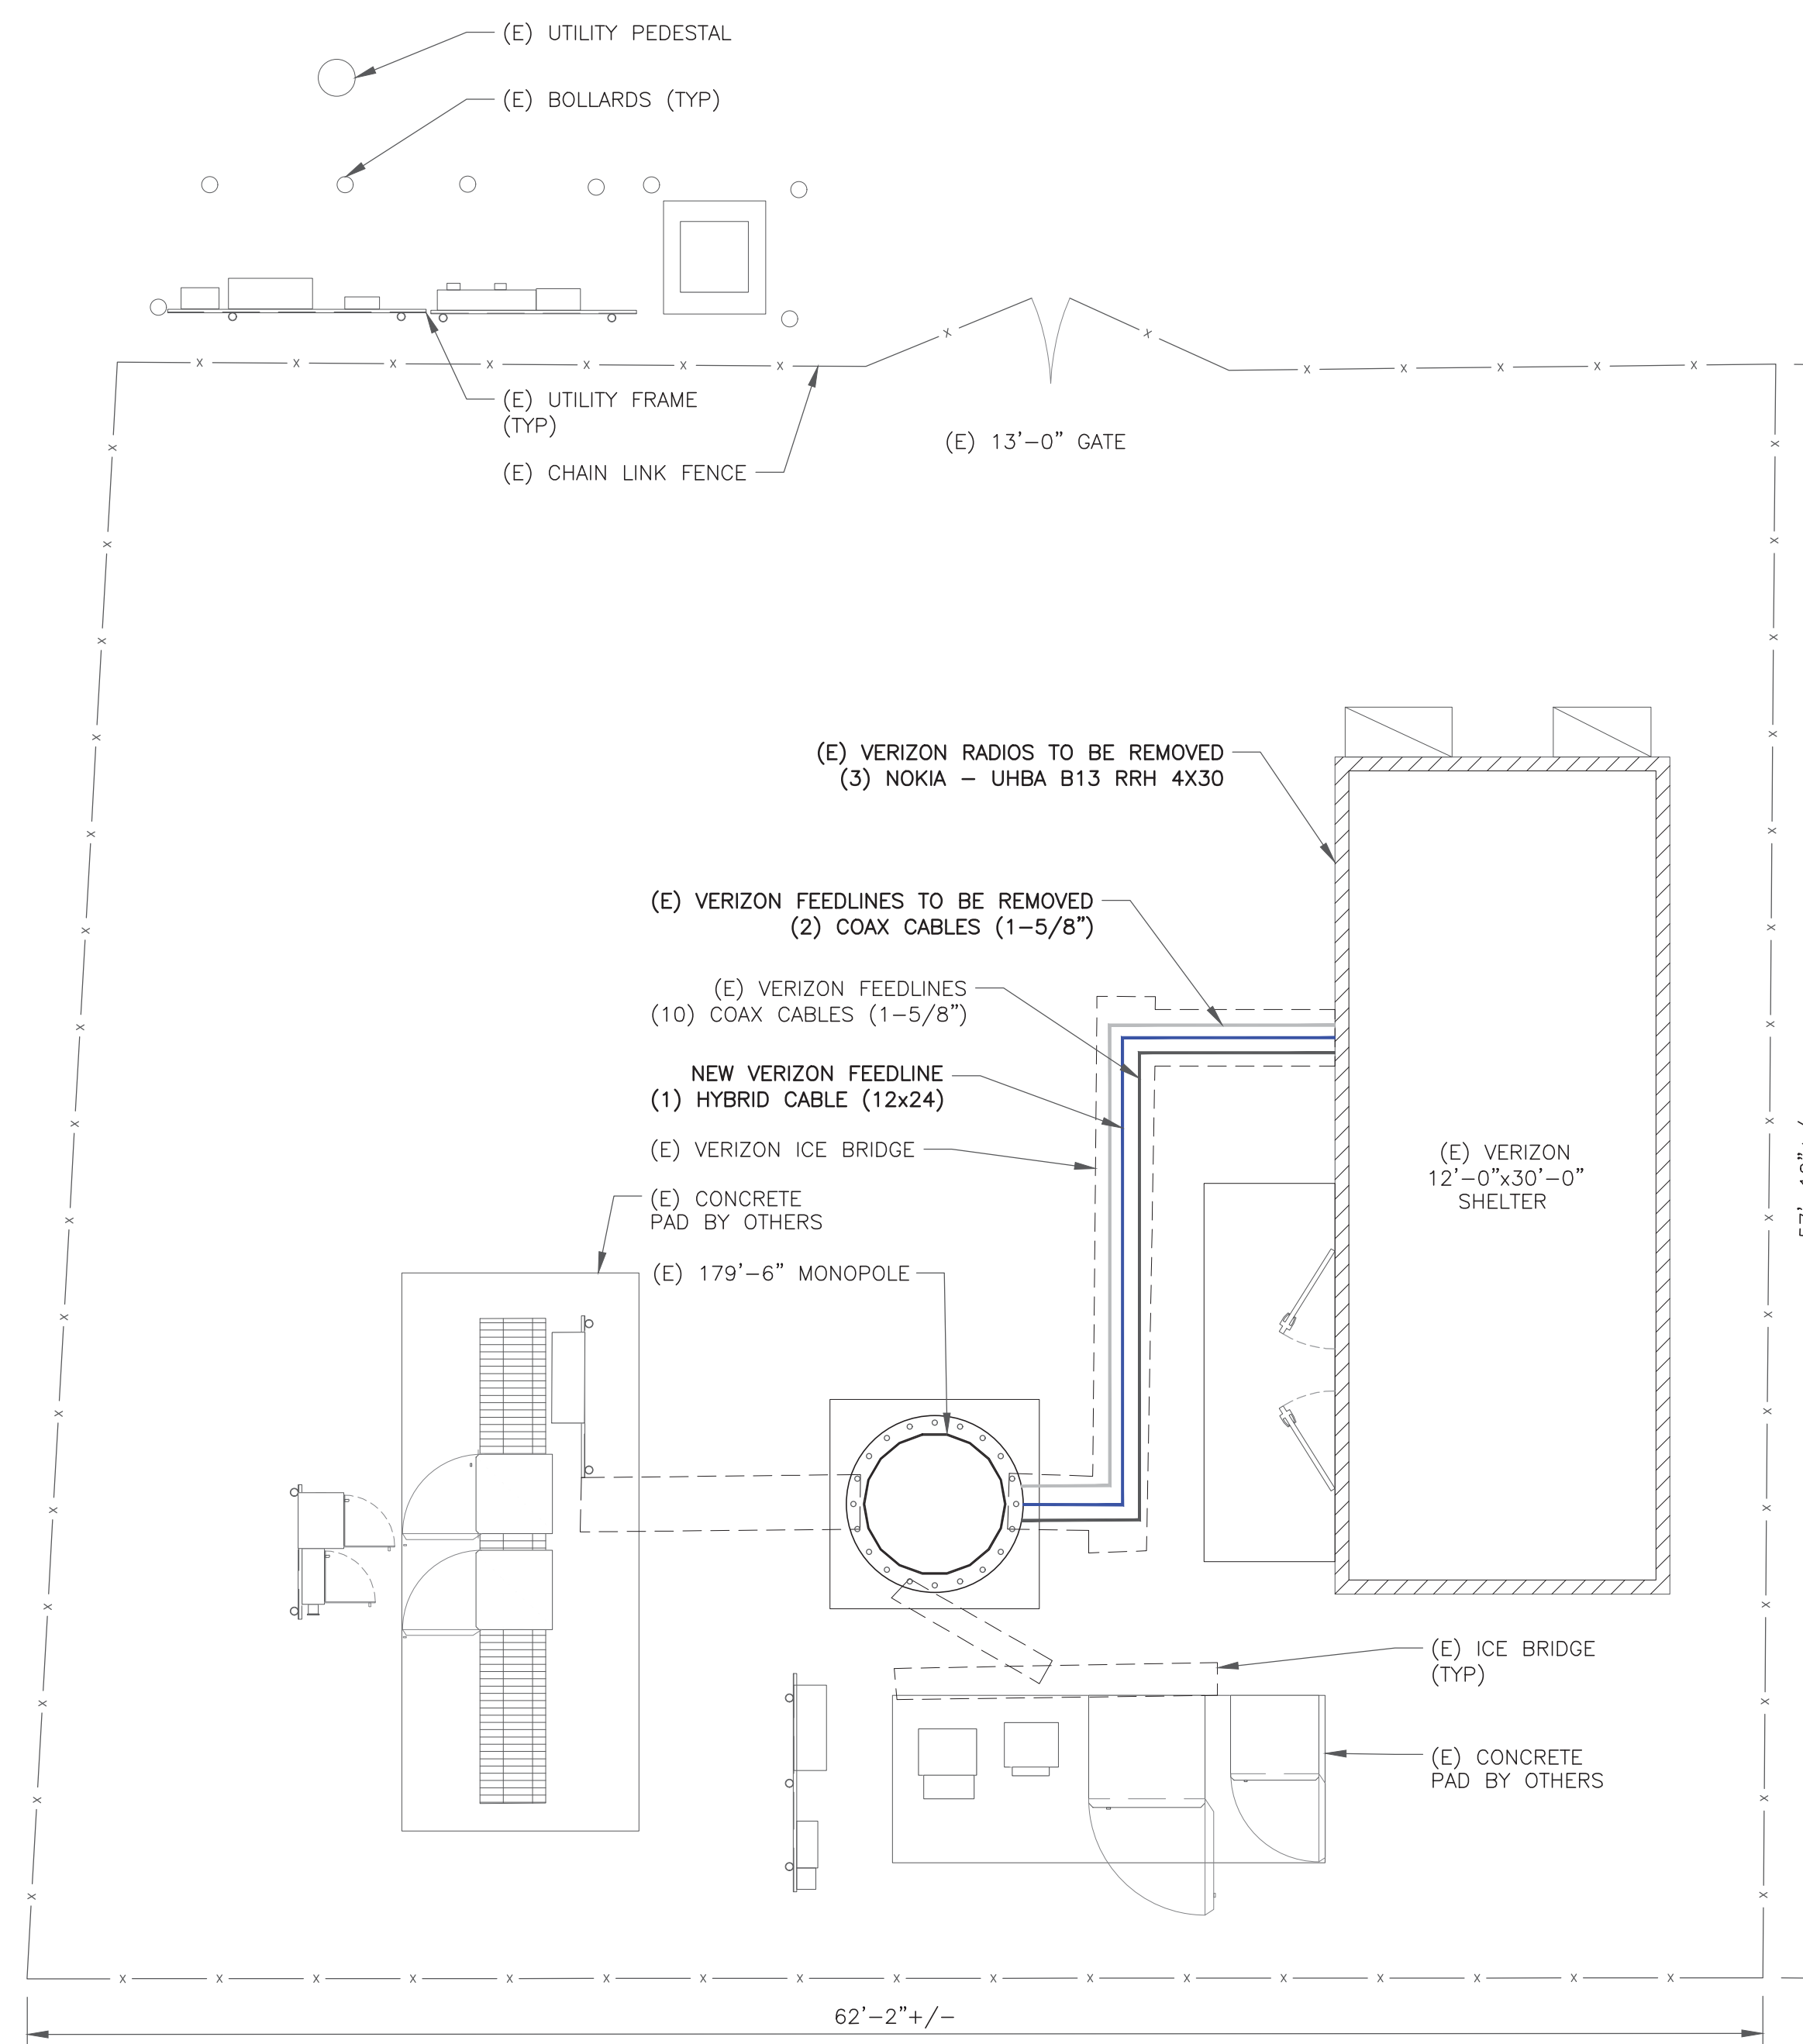 (E) UTILITY PEDESTAL
(E) BOLLARDS (TYP)
(E) UTILITY FRAME
(TYP)
(E) 13'-0" GATE
(E) CHAIN LINK FENCE
(E) VERIZON RADIOS TO BE REMOVED
(3) NOKIA - UHBA B13 RRH 4X30
(E) VERIZON FEEDLINES TO BE REMOVED
(2) COAX CABLES (1-5/8")
(E) VERIZON FEEDLINES
(10) COAX CABLES (1-5/8")
NEW VERIZON FEEDLINE
(1) HYBRID CABLE (12x24)
(E) VERIZON ICE BRIDGE
(E) VERIZON
12'-0"x30'-0"
SHELTER
(E) CONCRETE
PAD BY OTHERS
(E) 179'-6" MONOPOLE
(E) ICE BRIDGE
(TYP)
(E) CONCRETE
PAD BY OTHERS
62'-2"+/-